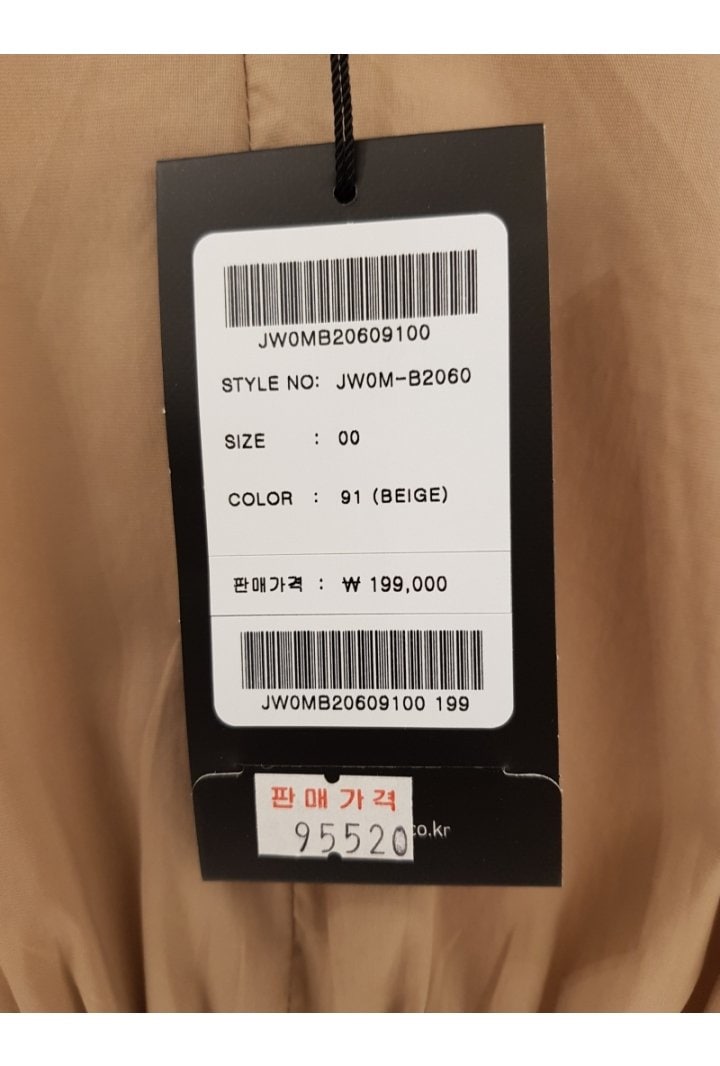 JW0MB20609100
STYLE NO: JW0M-B2060
SIZE : 00
COLOR : 91 (BEIGE)
판매가격 : ₩ 199,000
JW0MB20609100 199
판매가격
95520
co.kr